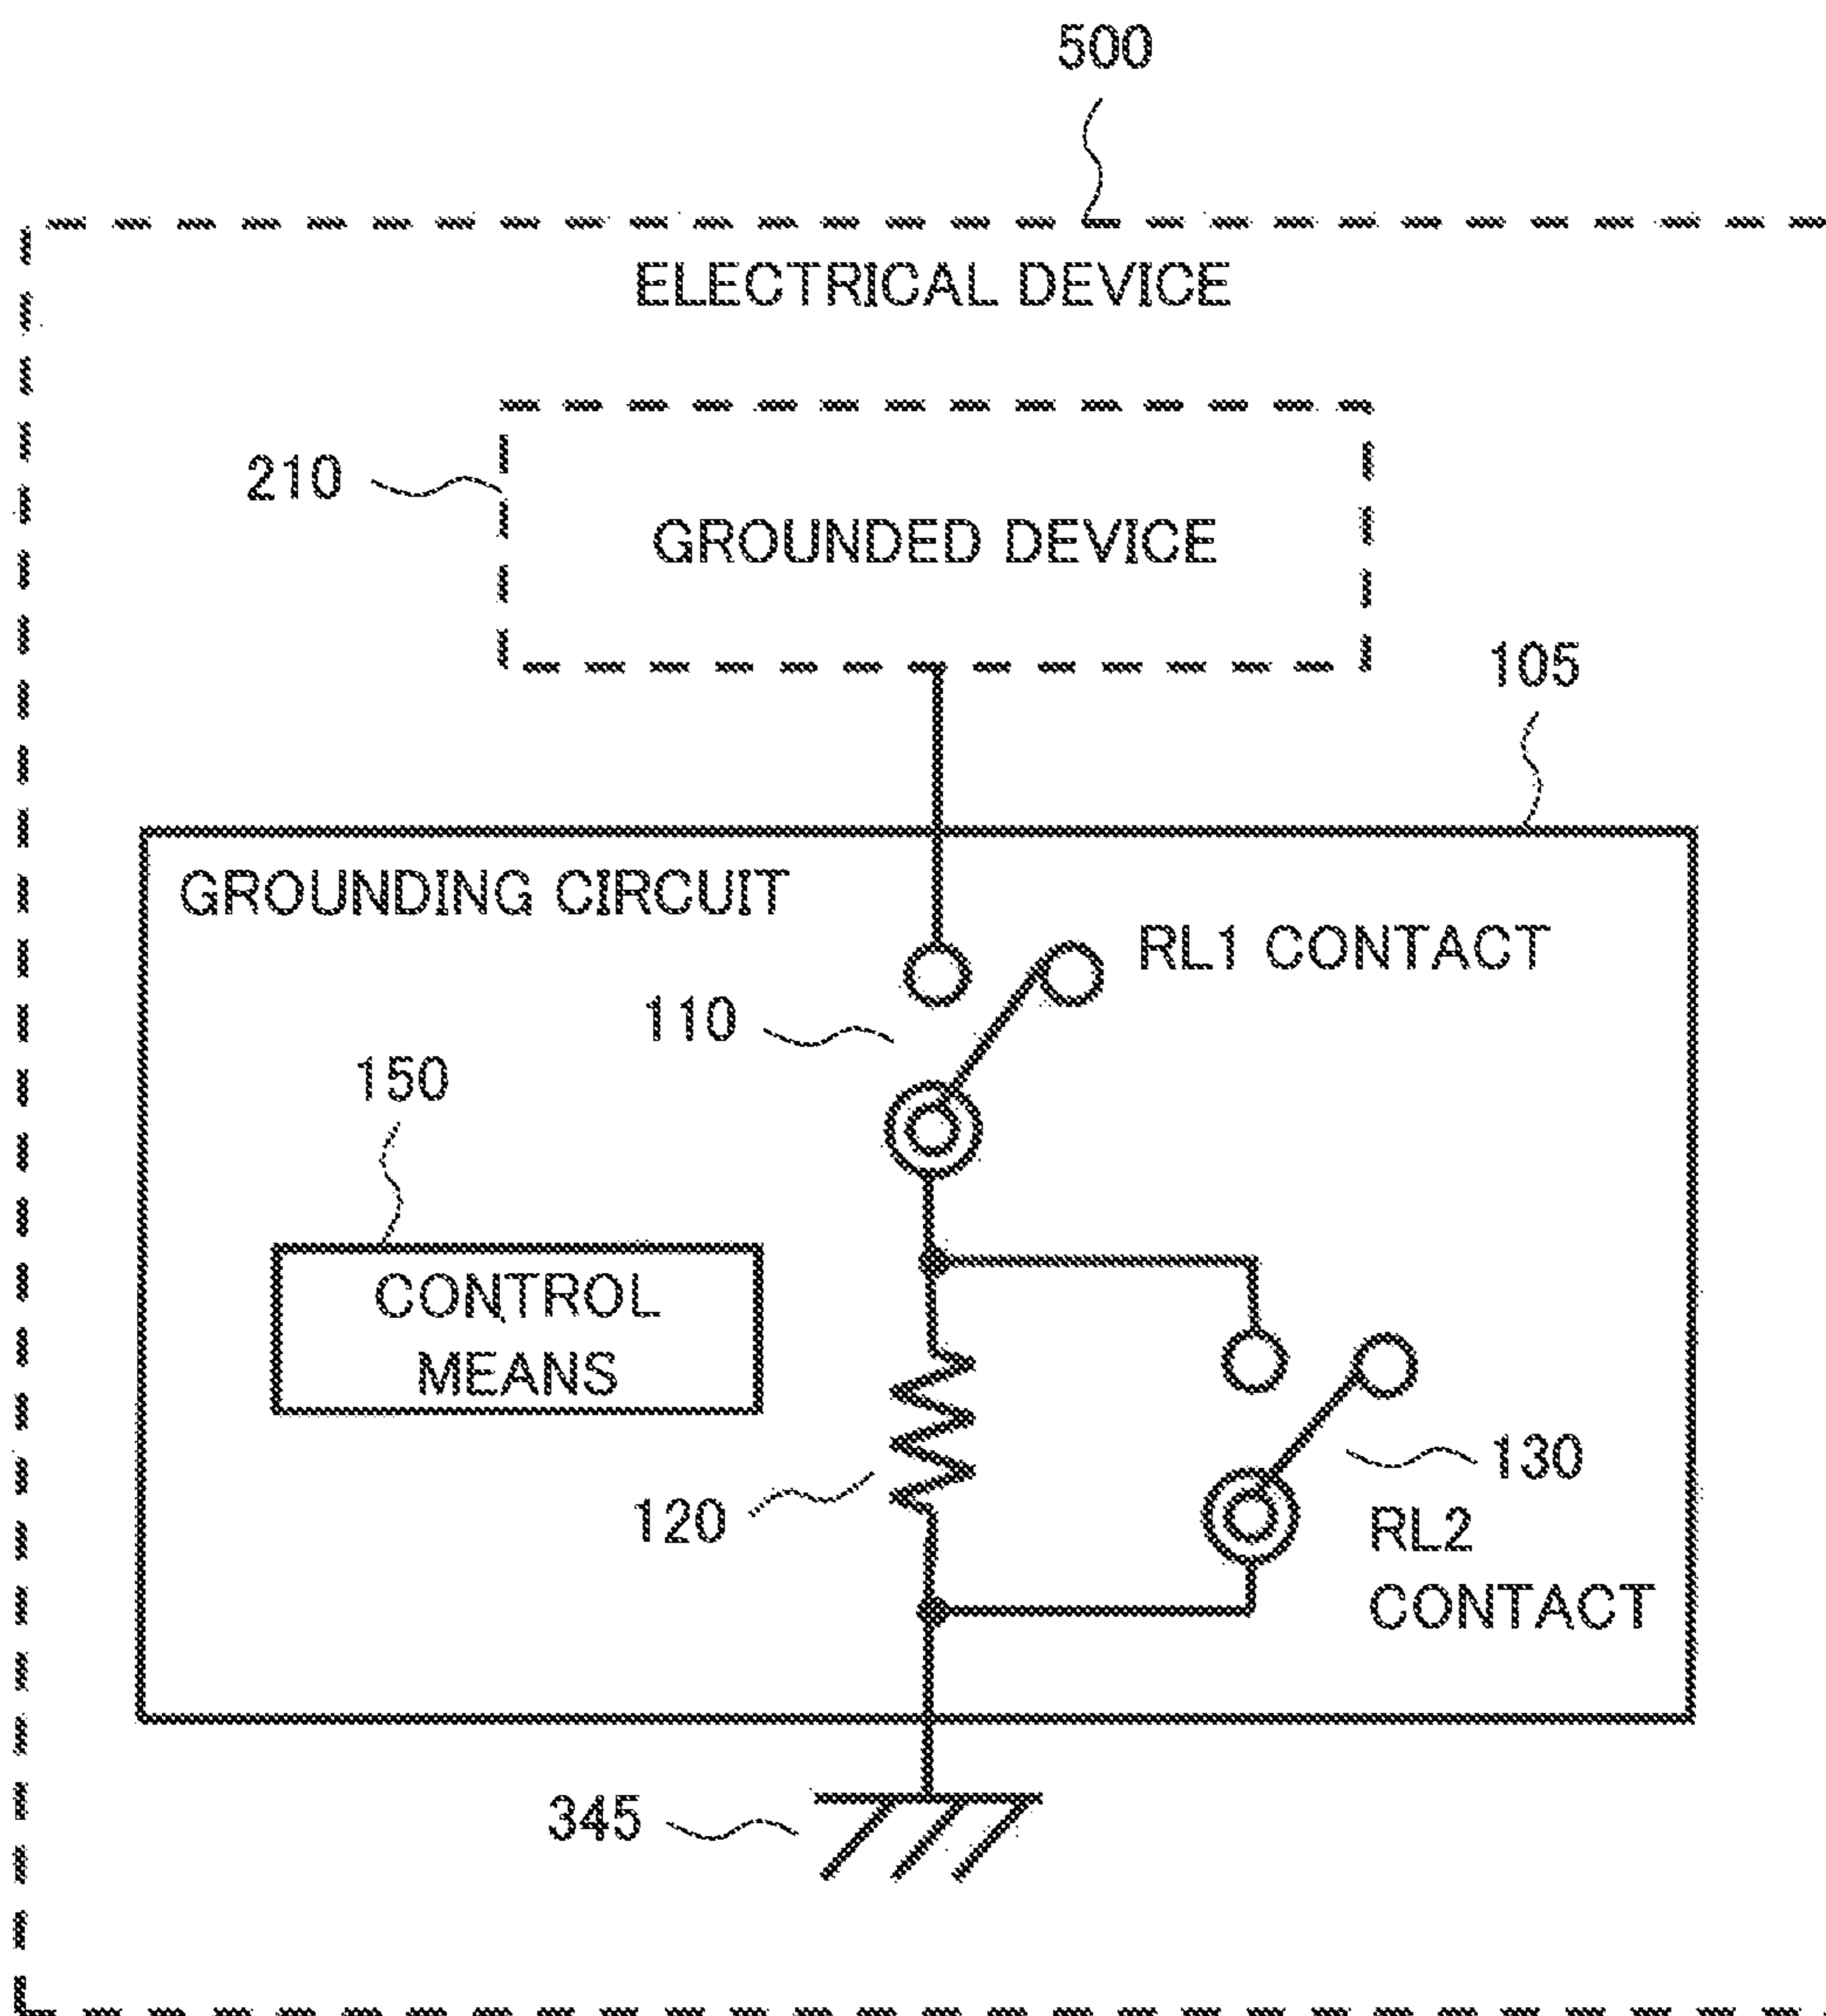 500
ELECTRICAL DEVICE
210
GROUNDED DEVICE
105
GROUNDING CIRCUIT
RL1 CONTACT
110
150
CONTROL
MEANS
130
120
RL2
CONTACT
345